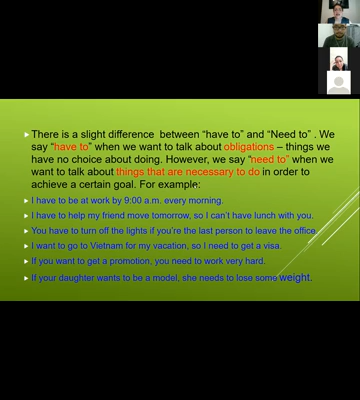 There is a slight difference between “have to” and “Need to” . We
say “have to” when we want to talk about obligations – things we
have no choice about doing. However, we say “need to” when we
want to talk about things that are necessary to do in order to
achieve a certain goal. For example:
I have to be at work by 9:00 a.m. every morning.
I have to help my friend move tomorrow, so I can’t have lunch with you.
You have to turn off the lights if you’re the last person to leave the office.
I want to go to Vietnam for my vacation, so I need to get a visa.
If you want to get a promotion, you need to work very hard.
If your daughter wants to be a model, she needs to lose some weight.